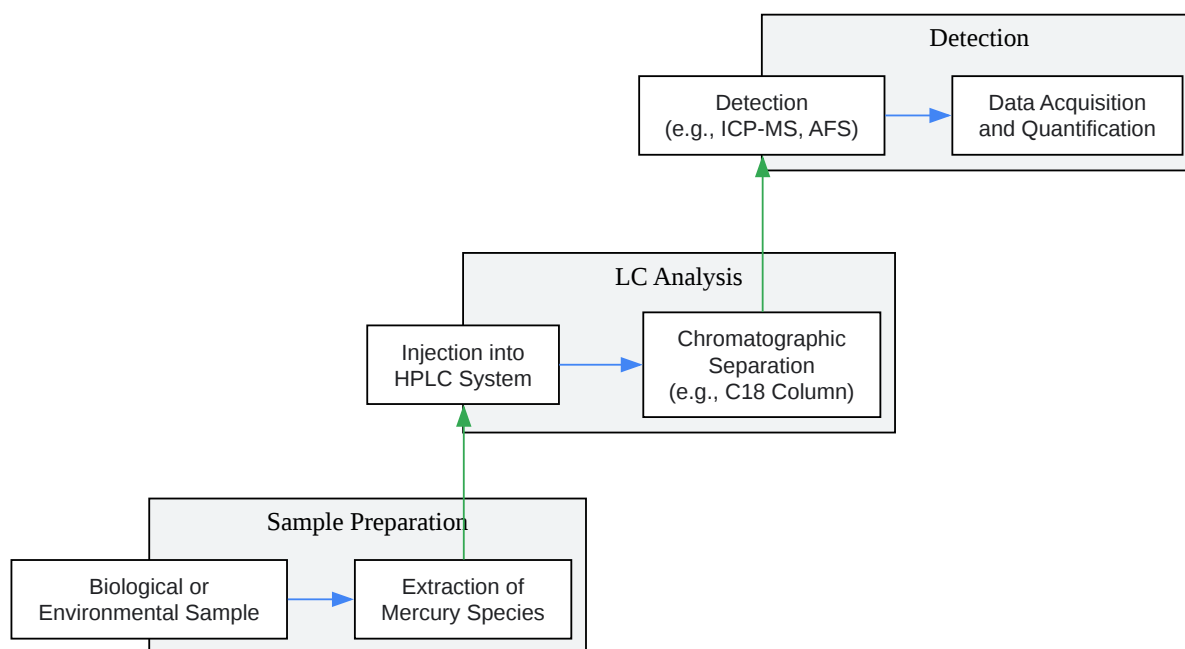 Detection
Detection
(e.g., ICP-MS, AFS)
Data Acquisition
and Quantification
LC Analysis
Injection into
HPLC System
Chromatographic
Separation
(e.g., C18 Column)
Sample Preparation
Biological or
Environmental Sample
Extraction of
Mercury Species